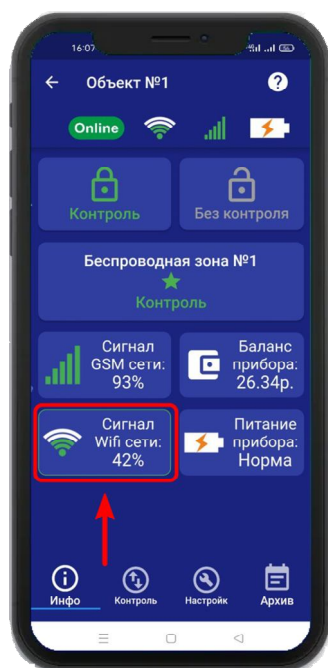 16:07
Объект №1
?
Online
Контроль
Без контроля
Беспроводная зона №1
Контроль
Сигнал
GSM сети:
93%
Баланс
прибора:
26.34р.
Сигнал
Wifi сети:
42%
Питание
прибора:
Норма
Инфо
Контроль
Настройк
Архив